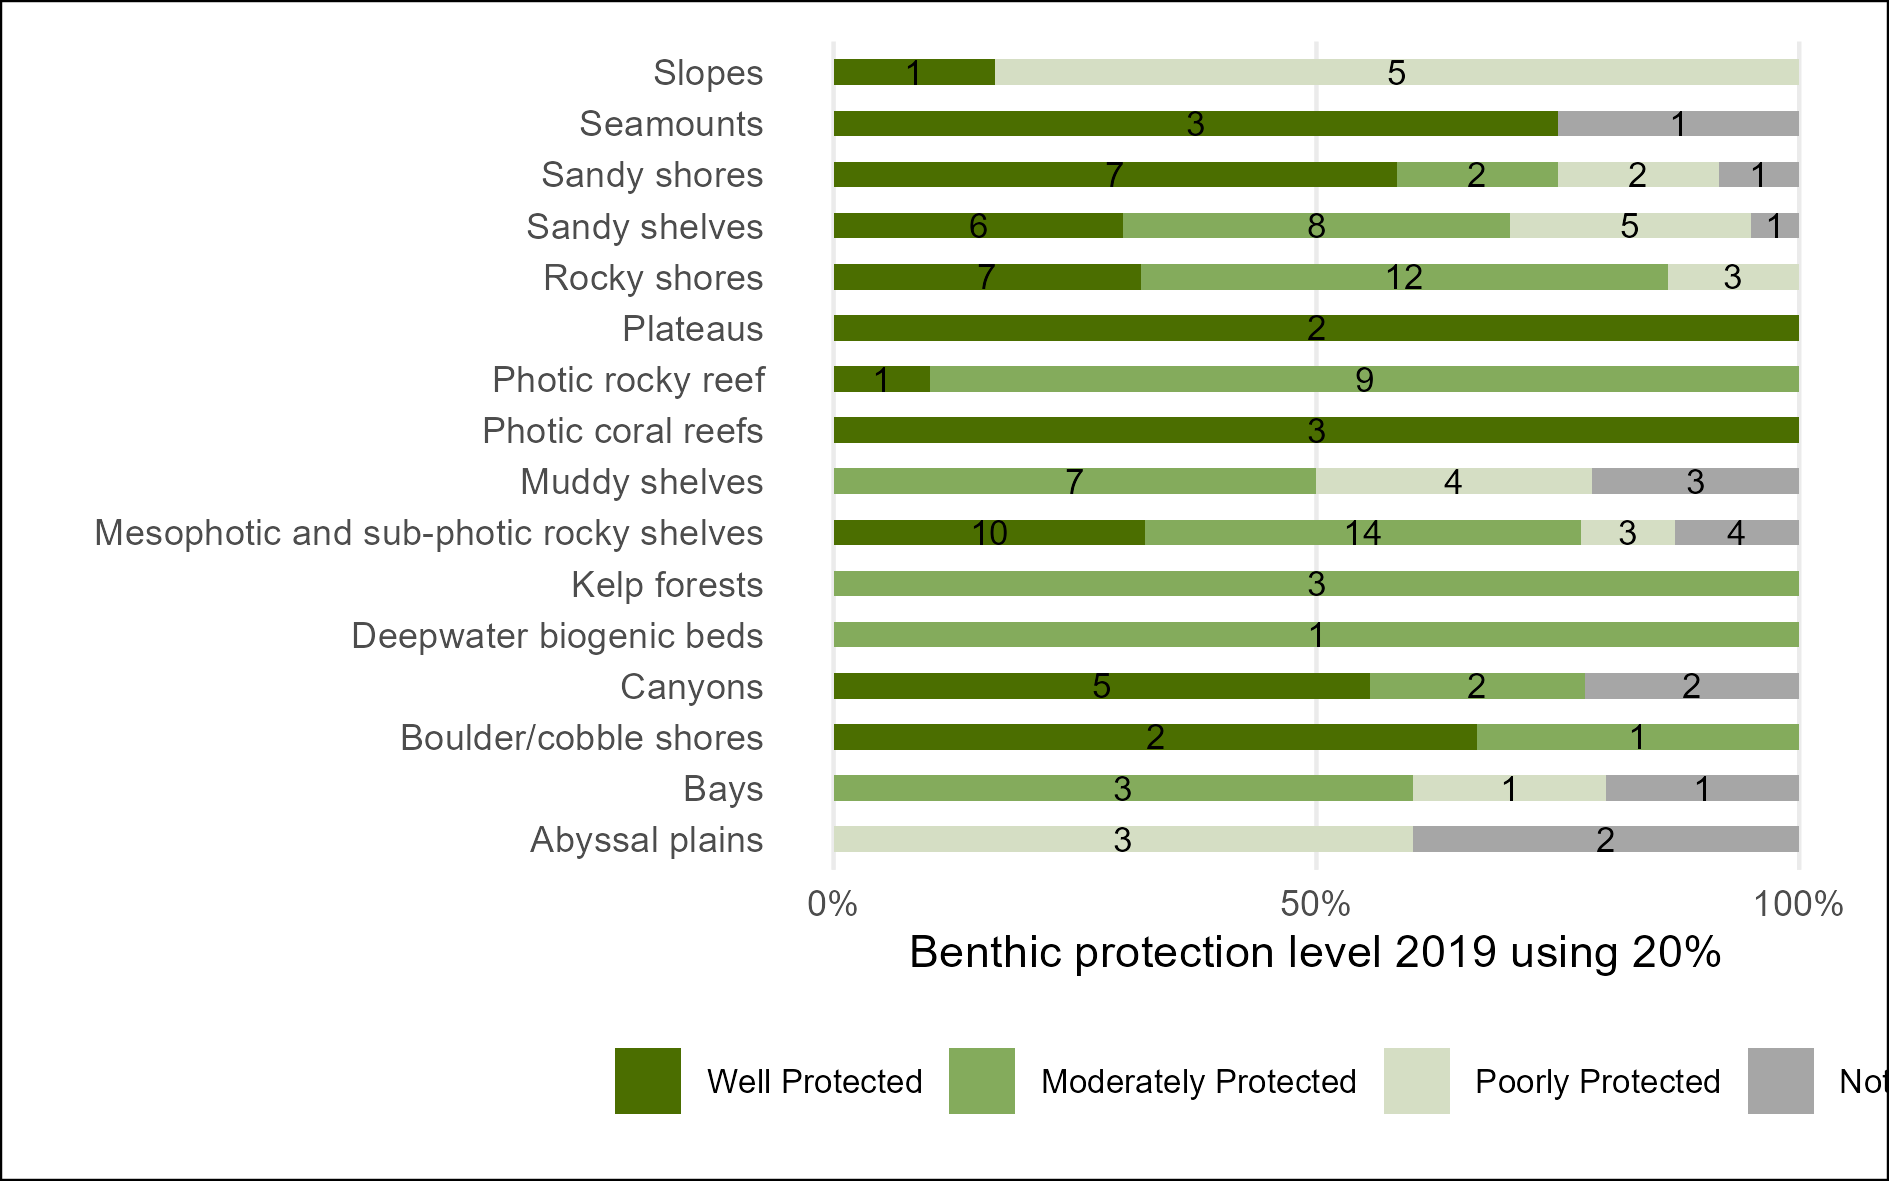 Slopes 1 5
Seamounts 3 1
Sandy shores 7 2 2 1
Sandy shelves 6 8 5 1
Rocky shores 7 12 3
Plateaus 2
Photic rocky reef 1 9
Photic coral reefs 3
Muddy shelves 7 4 3
Mesophotic and sub-photic rocky shelves 10 14 3 4
Kelp forests 3
Deepwater biogenic beds 1
Canyons 5 2 2
Boulder/cobble shores 2 1
Bays 3 1 1
Abyssal plains 3 2
0% 50% 100%
Benthic protection level 2019 using 20%
Well Protected Moderately Protected Poorly Protected Not